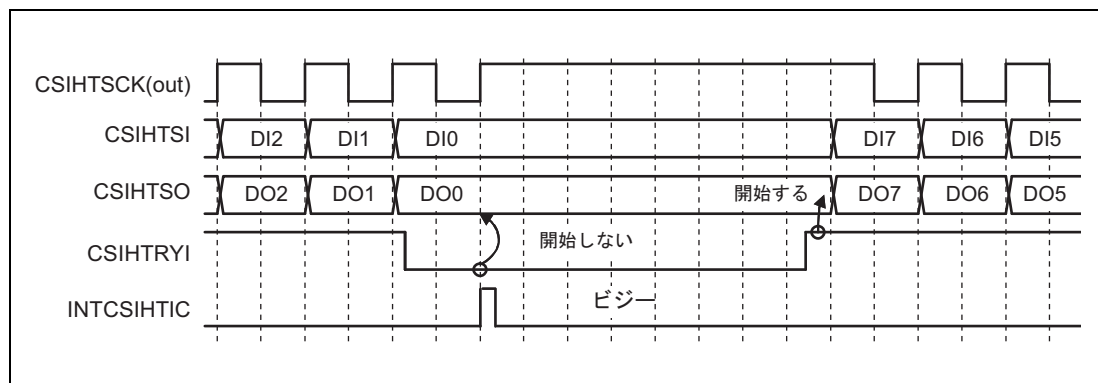 CSIHTSCK(out)
CSIHTSI DI2 DI1 DI0 DI7 DI6 DI5
CSIHTSO DO2 DO1 DO0 開始する DO7 DO6 DO5
CSIHTRYI 開始しない
INTCSIHTIC ビジー